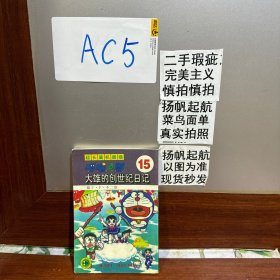 AC5
二手瑕疵
完美主义
慎拍慎拍
扬帆起航
菜鸟面单
真实拍照
扬帆起航
以图为准
现货秒发
15
大雄的创世纪日记